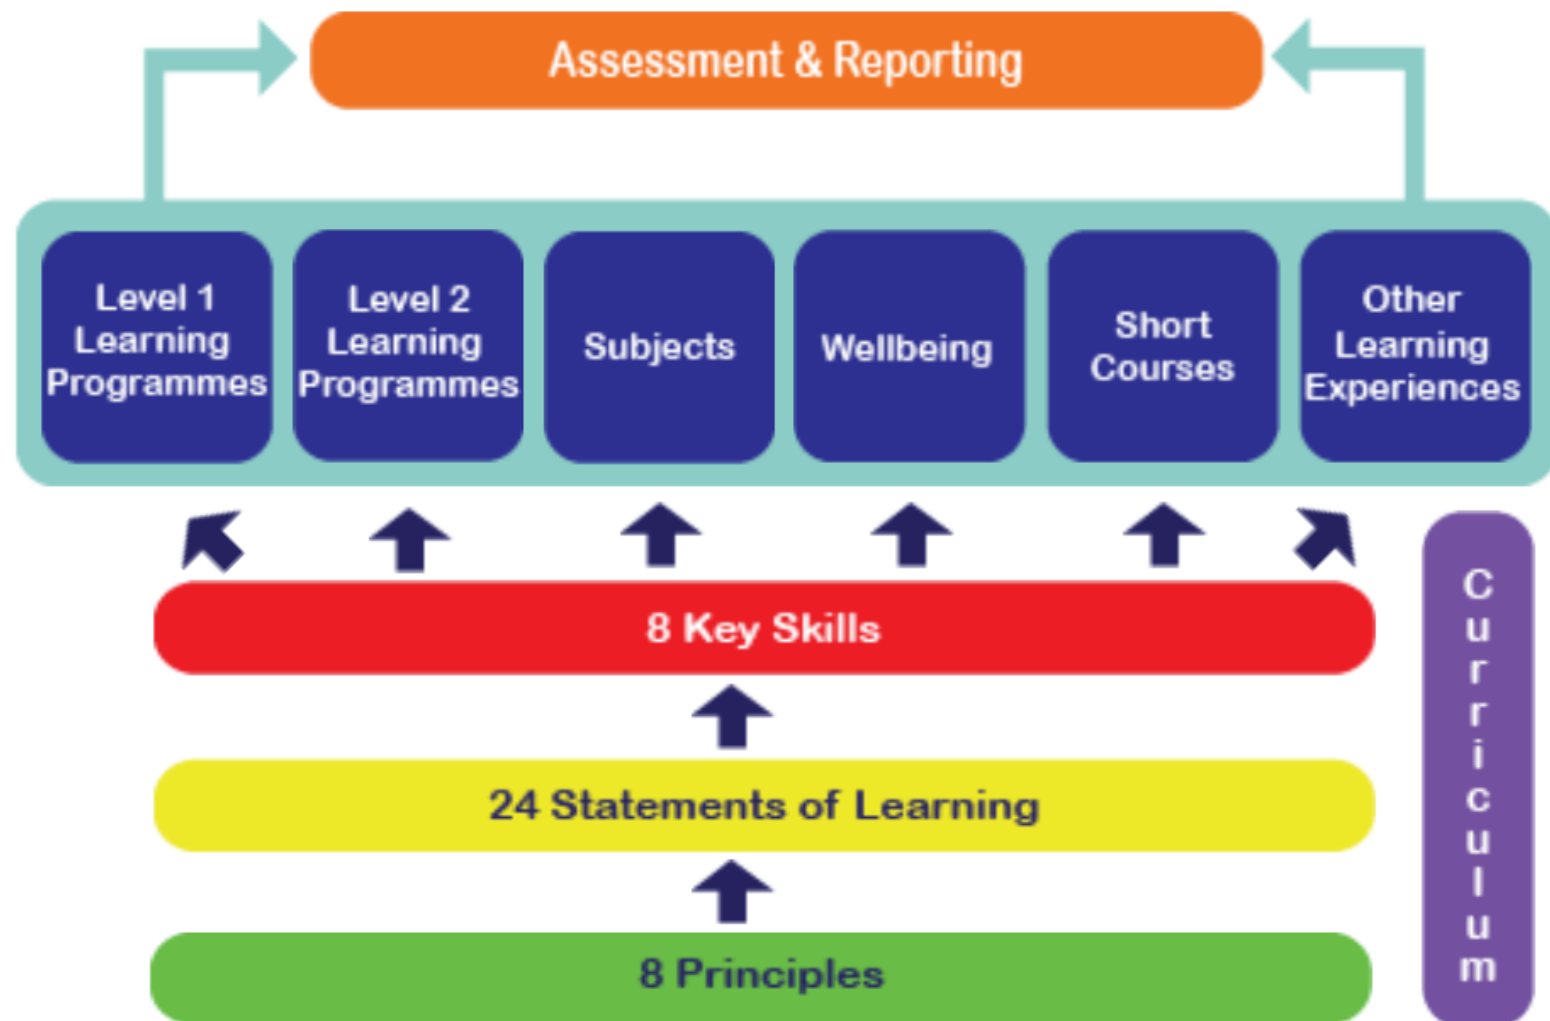 Assessment & Reporting
Level 1
Learning
Programmes
Level 2
Learning
Programmes
Subjects
Wellbeing
Short
Courses
Other
Learning
Experiences
8 Key Skills
24 Statements of Learning
8 Principles
Curriculum